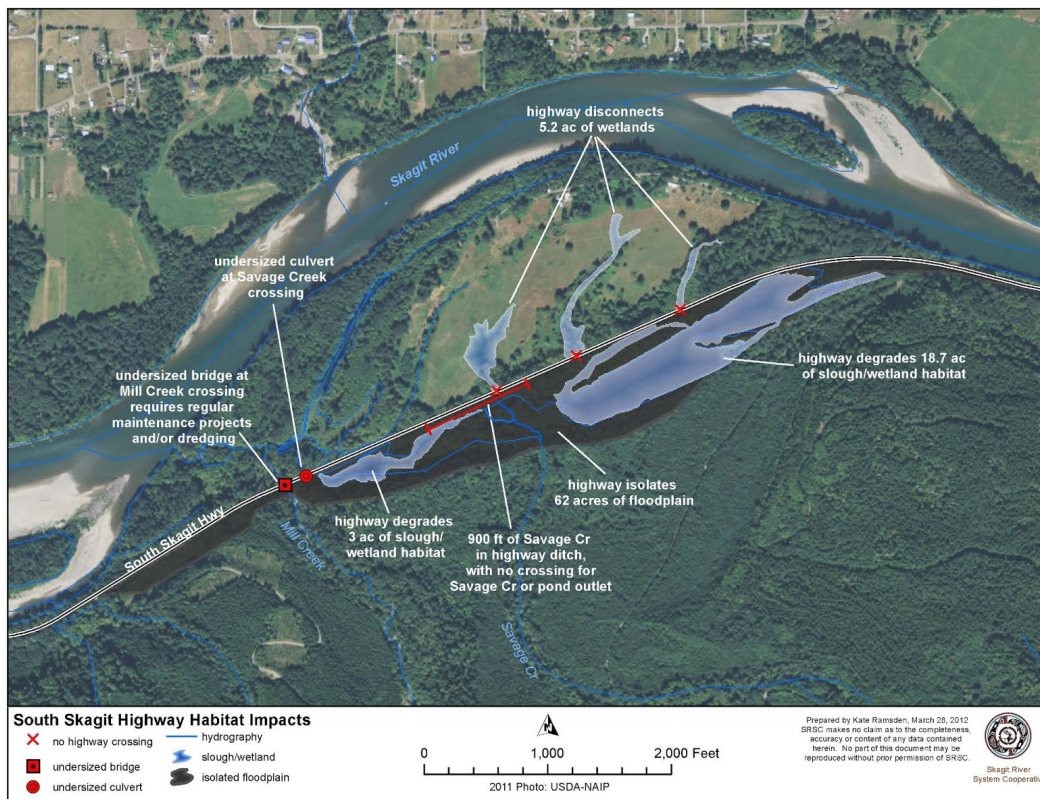 highway disconnects
5.2 ac of wetlands
Skagit River
undersized culvert
at Savage Creek
crossing
undersized bridge at
Mill Creek crossing
requires regular
maintenance projects
and/or dredging
highway degrades 18.7 ac
of slough/wetland habitat
highway isolates
62 acres of floodplain
highway degrades
3 ac of slough/
wetland habitat
900 ft of Savage Cr
in highway ditch,
with no crossing for
Savage Cr or pond outlet
South Skagit Hwy
Mill Creek
Savage Cr
South Skagit Highway Habitat Impacts
no highway crossing
undersized bridge
undersized culvert
hydrography
slough/wetland
isolated floodplain
N
0 1,000 2,000 Feet
2011 Photo: USDA-NAIP
Prepared by Kate Ramsden, March 28, 2012
SRSC makes no claim as to the completeness,
accuracy or content of any data contained
herein. No part of this document may be
reproduced without prior permission of SRSC.
Skagit River
System Cooperative